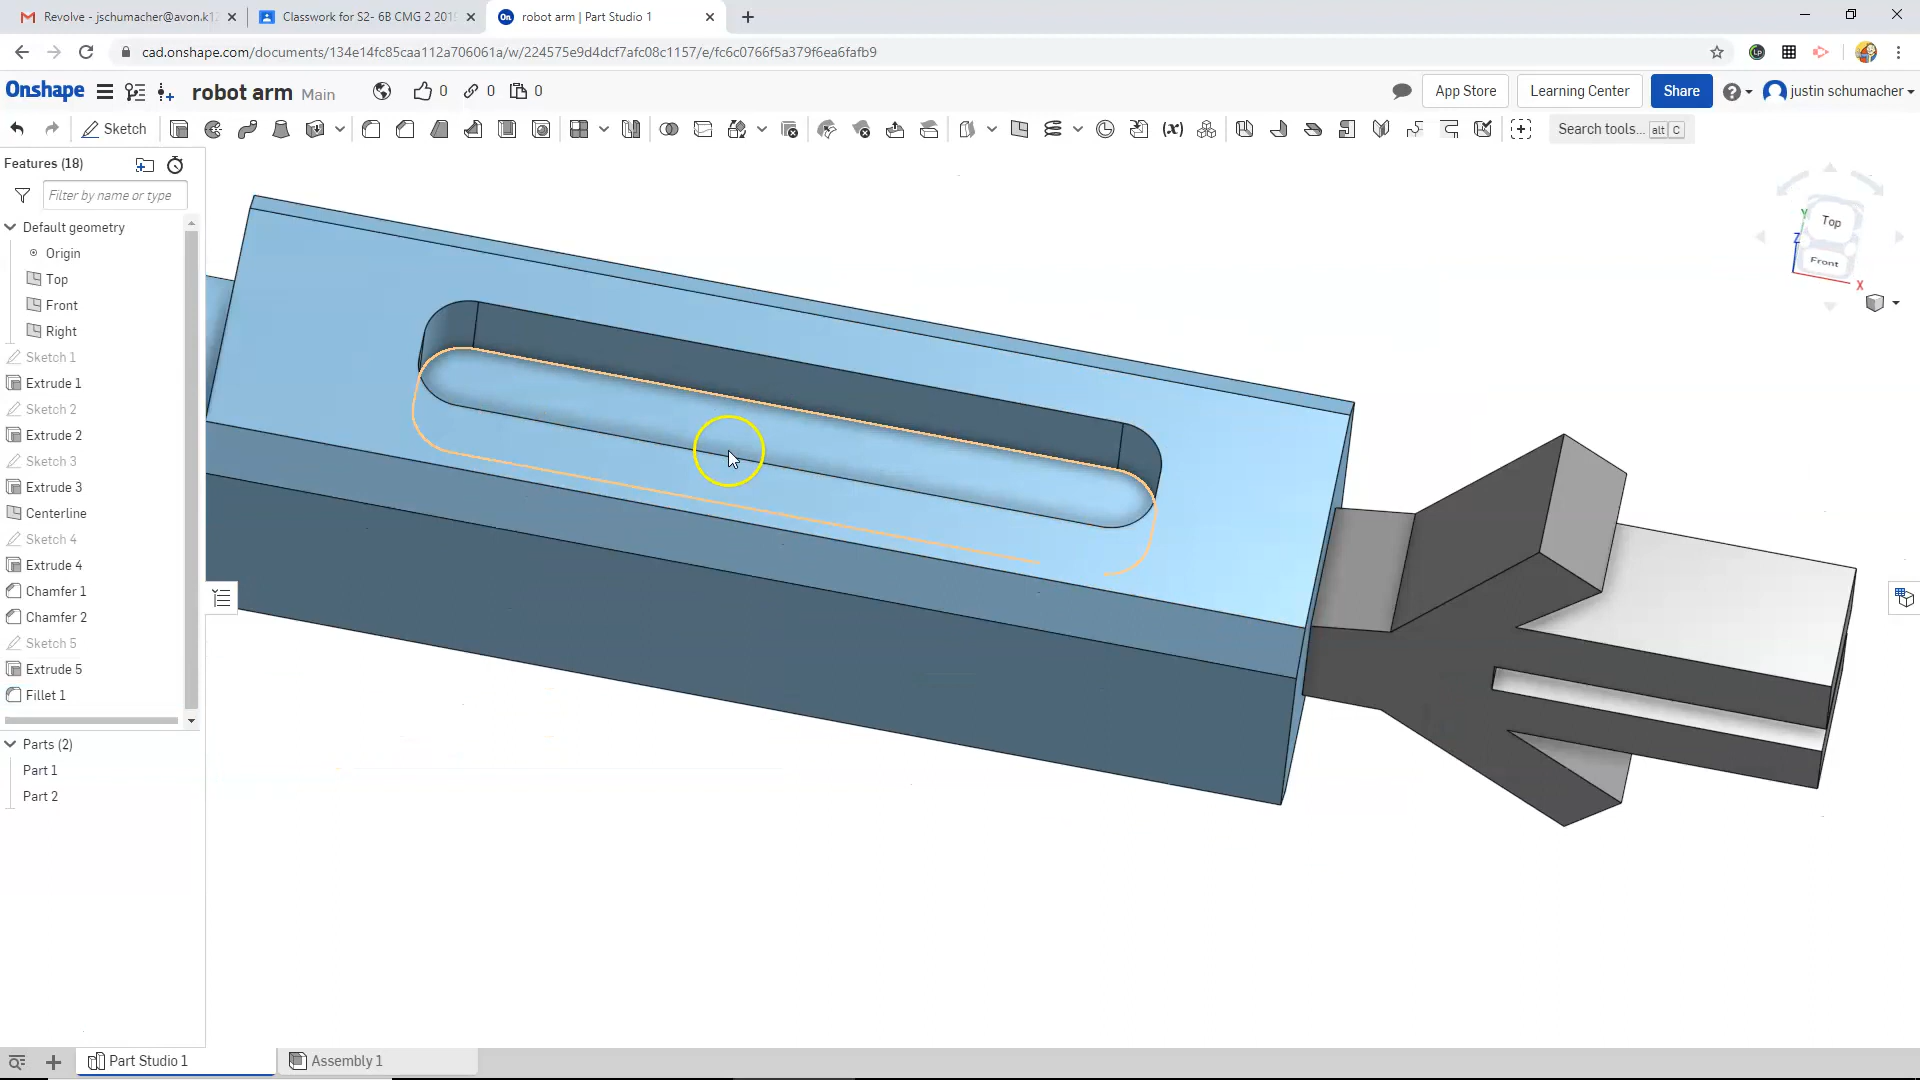 Revolve - jschumacher@avon.k12
Classwork for S2- 6B CMG 2 201
robot arm | Part Studio 1
cad.onshape.com/documents/134e14fc85caa112a706061a/w/224575e9d4dcf7afc08c1157/e/fc6c0766f5a379f6ea6fafb9
Onshape
robot arm Main
0
0
0
App Store
Learning Center
Share
justin schumacher
Sketch
Search tools... alt C
Features (18)
Filter by name or type
Default geometry
Origin
Top
Front
Right
Sketch 1
Extrude 1
Sketch 2
Extrude 2
Sketch 3
Extrude 3
Centerline
Sketch 4
Extrude 4
Chamfer 1
Chamfer 2
Sketch 5
Extrude 5
Fillet 1
Parts (2)
Part 1
Part 2
Top
Front
Y
Z
X
Part Studio 1
Assembly 1